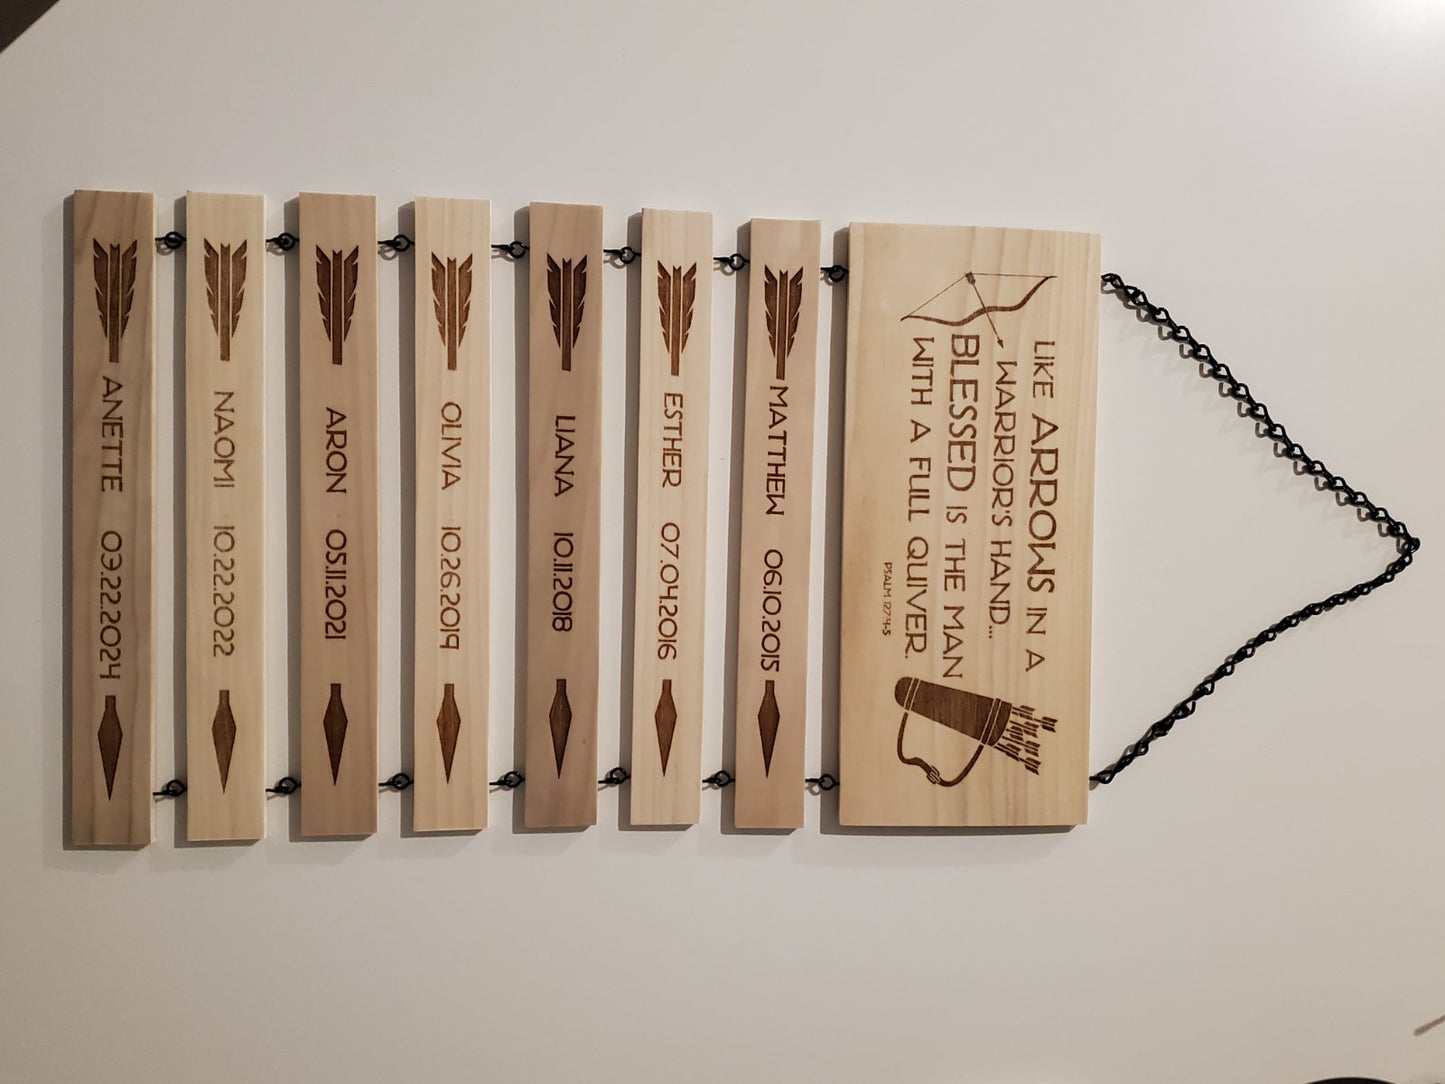 LIKE ARROWS IN A
WARRIOR'S HAND...
BLESSED IS THE MAN
WITH A FULL QUIVER.
PSALM 127:4-5
MATTHEW 06.10.2015
ESTHER 07.04.2016
LIANA 10.11.2018
OLIVIA 10.26.2019
ARON 05.11.2021
NAOMI 10.22.2022
ANETTE 03.22.2024